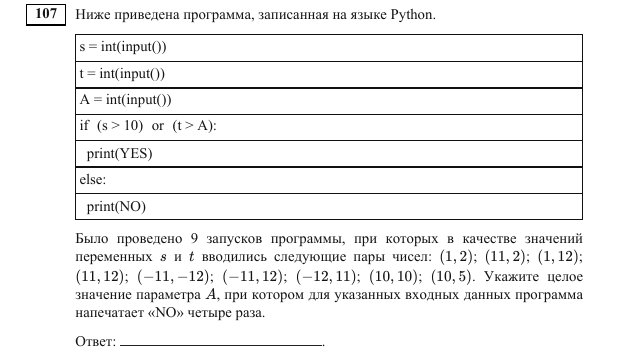 107 Ниже приведена программа, записанная на языке Python.
s = int(input())
t = int(input())
A = int(input())
if (s > 10) or (t > A):
print(YES)
else:
print(NO)
Было проведено 9 запусков программы, при которых в качестве значений
переменных s и t вводились следующие пары чисел: (1, 2); (11, 2); (1, 12);
(11, 12); (−11, −12); (−11, 12); (−12, 11); (10, 10); (10, 5). Укажите целое
значение параметра A, при котором для указанных входных данных программа
напечатает «NO» четыре раза.
Ответ: .